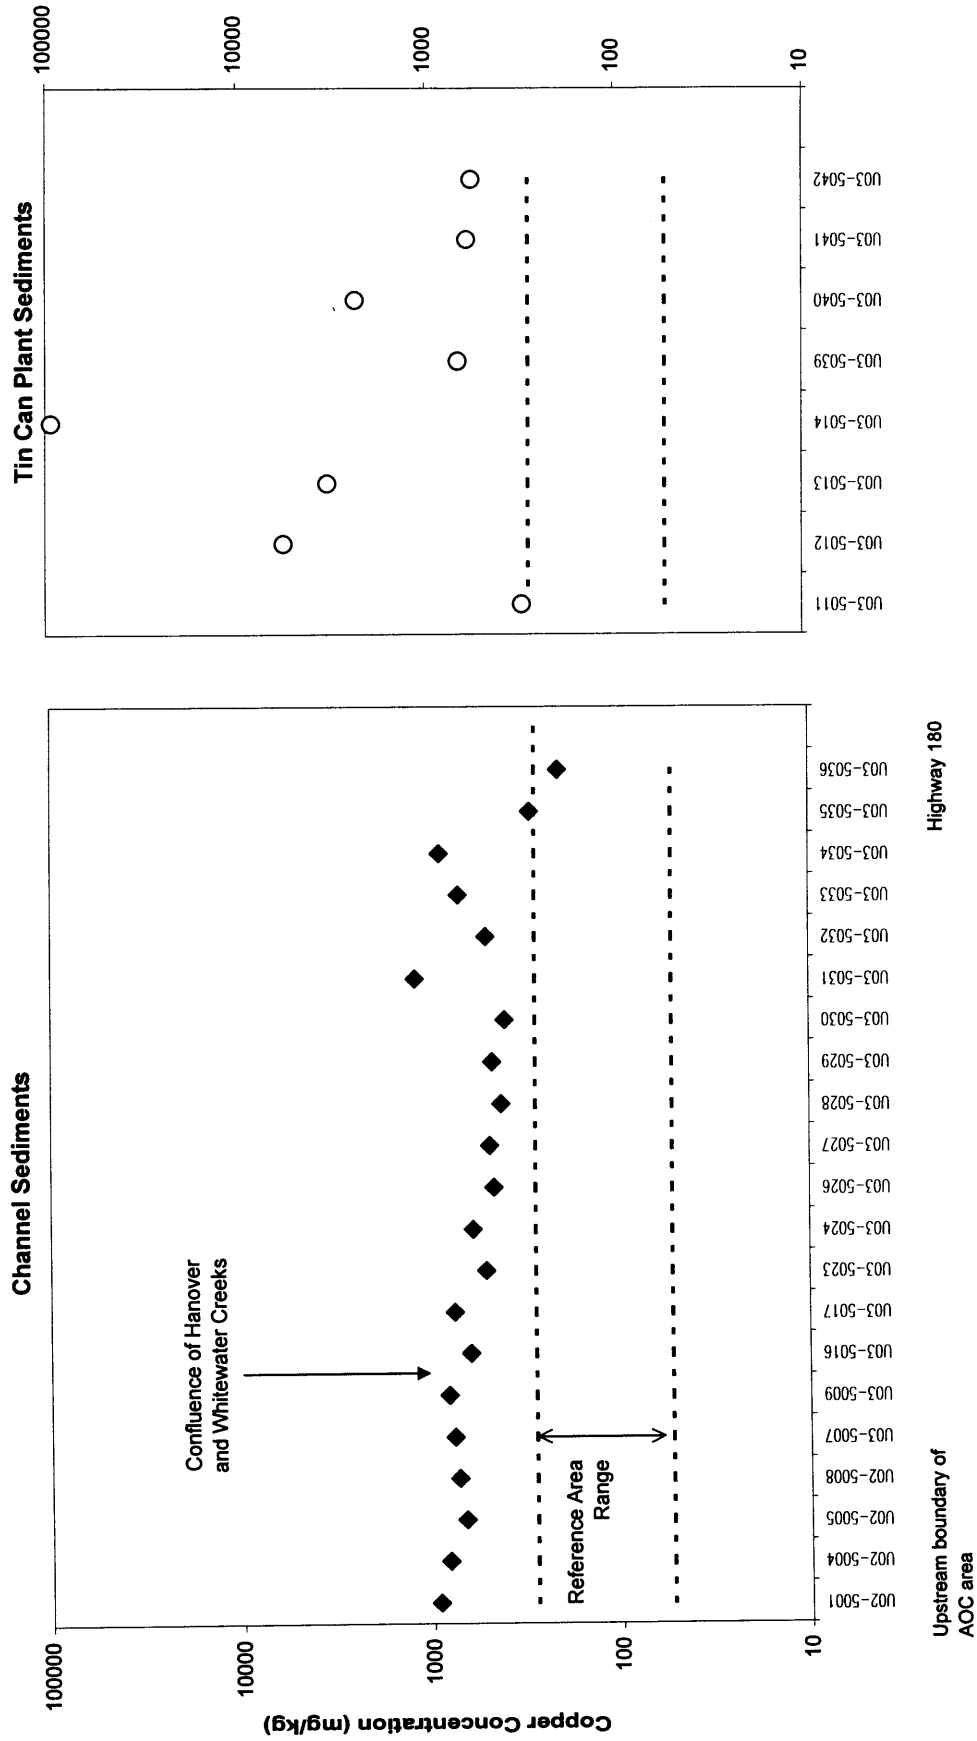 Channel Sediments
Copper Concentration (mg/kg)
100000
10000
1000
100
10
Confluence of Hanover
and Whitewater Creeks
Reference Area
Range
U02-5001
U02-5004
U02-5005
U02-5008
U03-5007
U03-5009
U03-5016
U03-5017
U03-5023
U03-5024
U03-5026
U03-5027
U03-5028
U03-5029
U03-5030
U03-5031
U03-5032
U03-5033
U03-5034
U03-5035
U03-5036
Upstream boundary of
AOC area
Highway 180
Tin Can Plant Sediments
100000
10000
1000
100
10
U03-5011
U03-5012
U03-5013
U03-5014
U03-5039
U03-5040
U03-5041
U03-5042